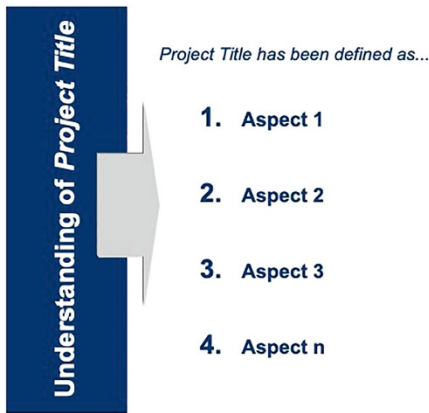 Understanding of Project Title
Project Title has been defined as...
1. Aspect 1
2. Aspect 2
3. Aspect 3
4. Aspect n